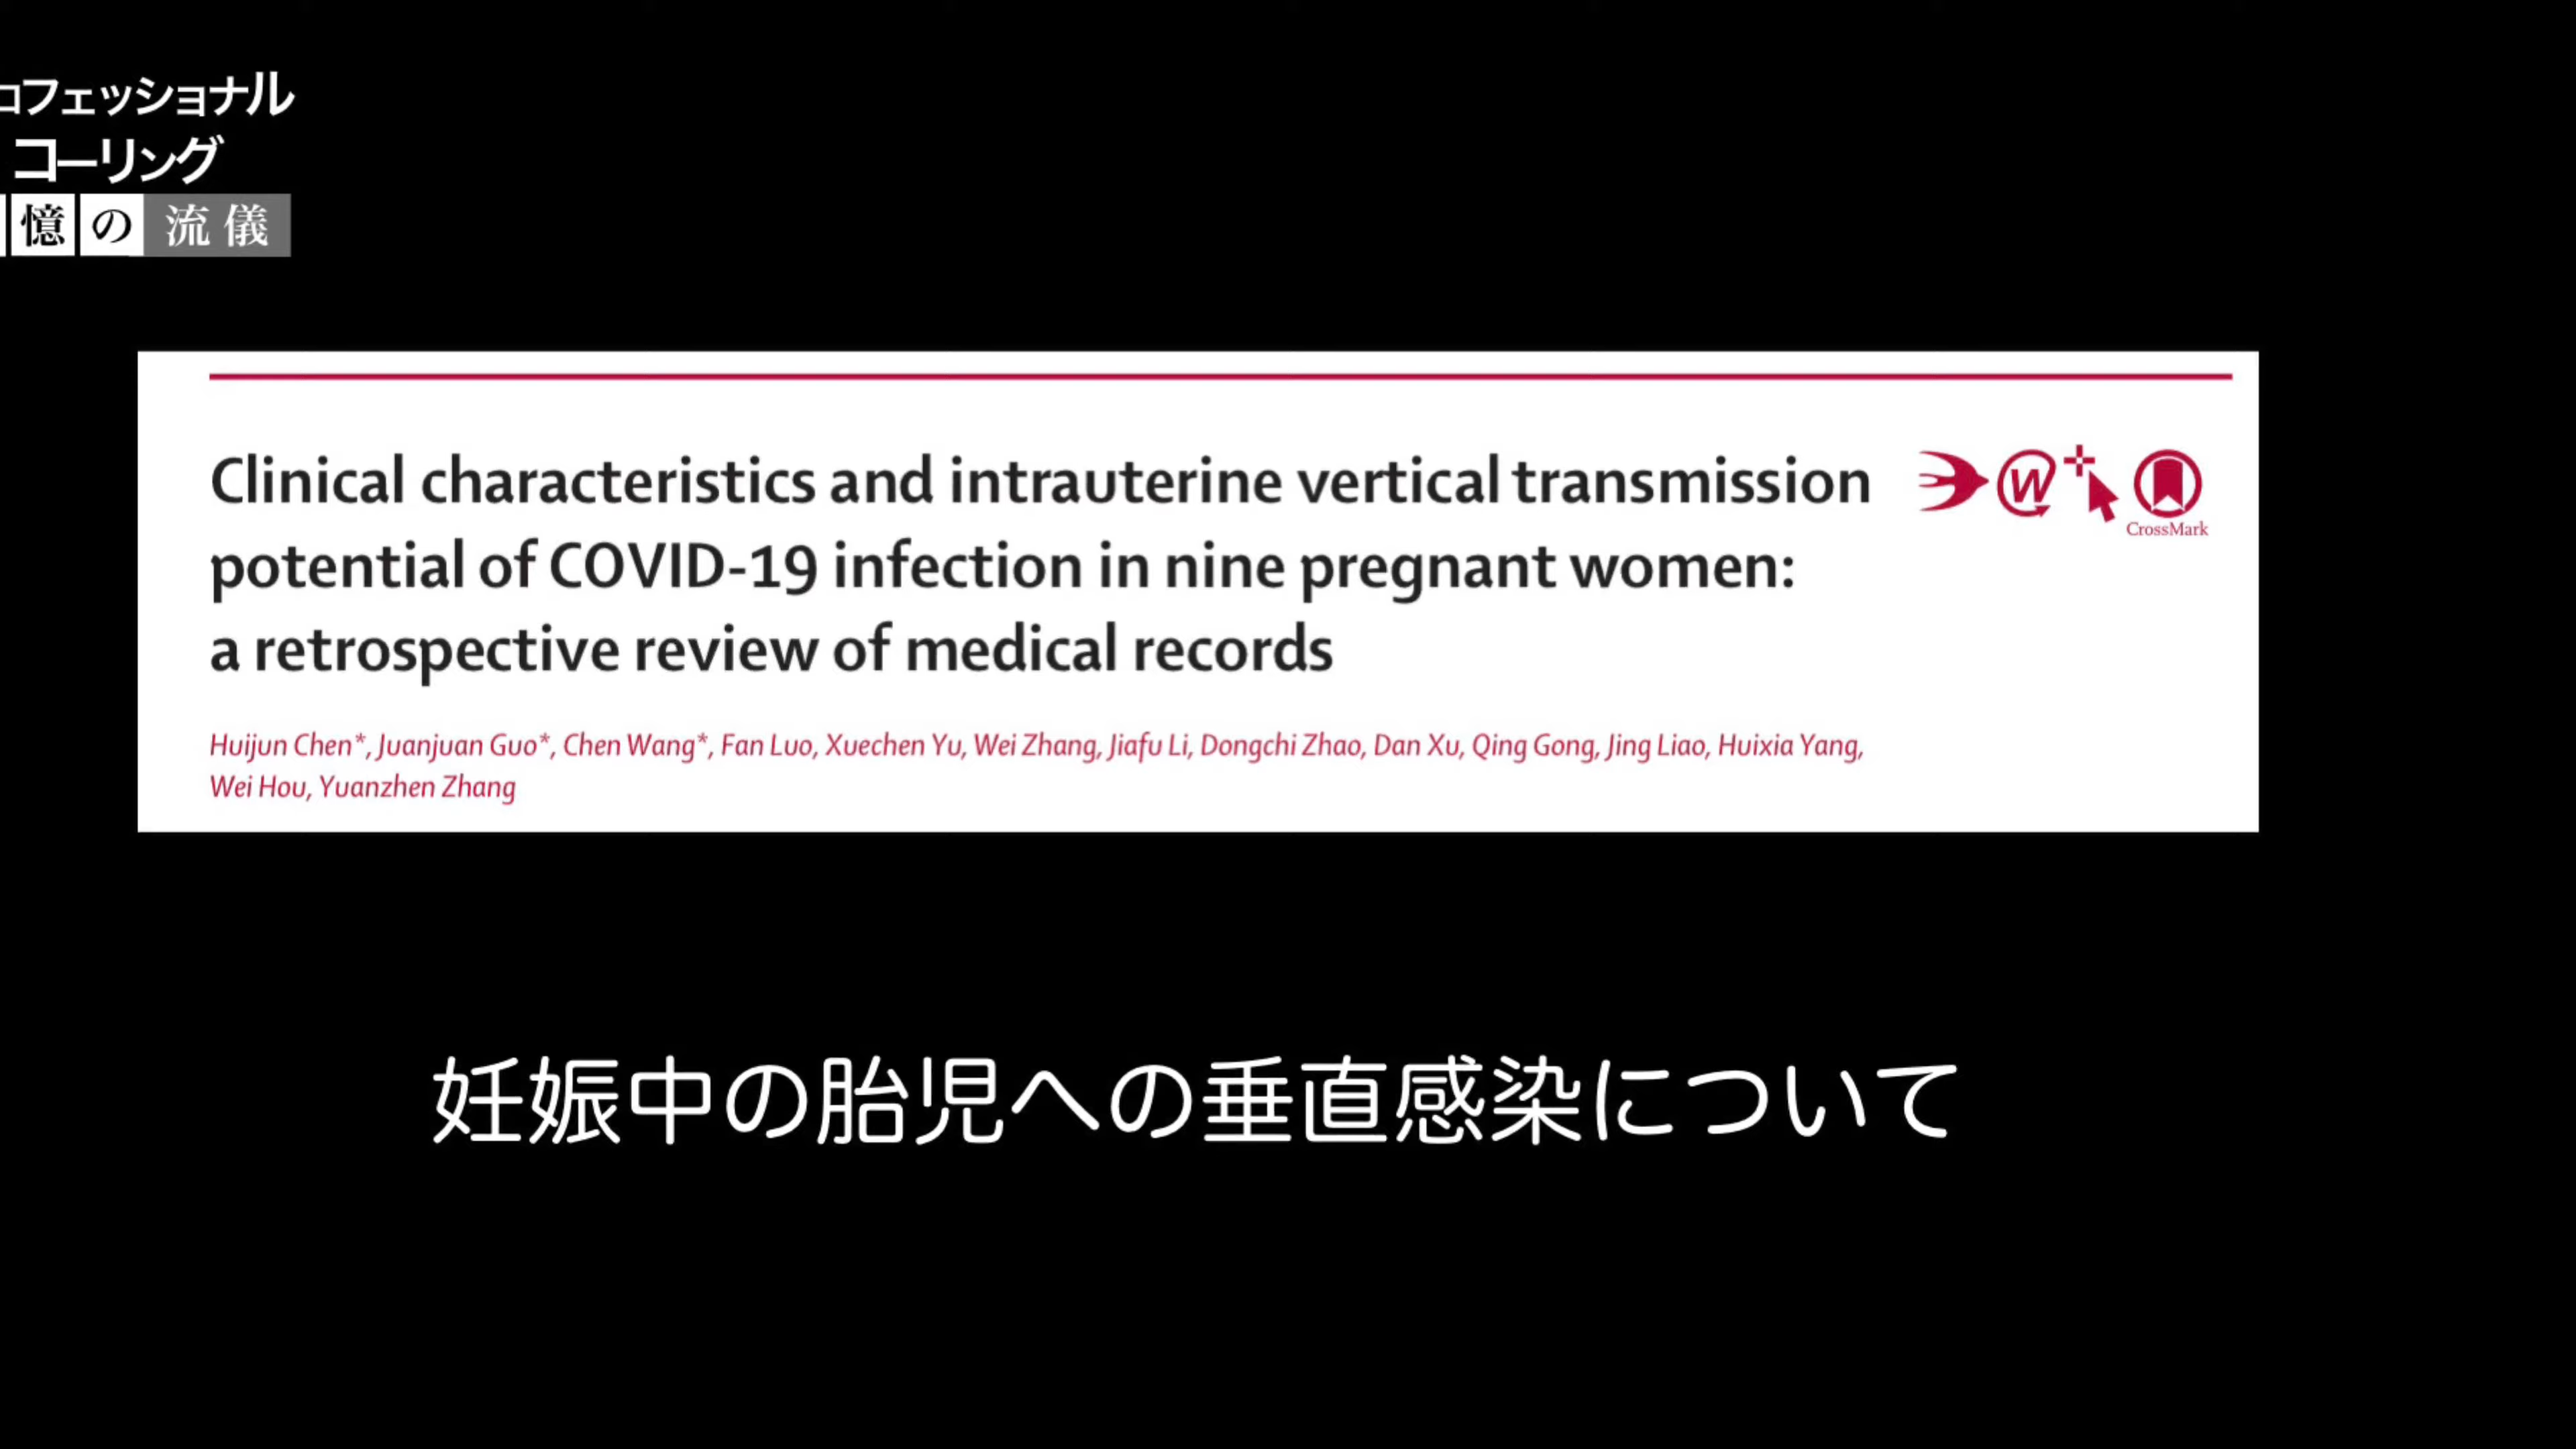 コフェッショナル
コーリング
憶の流儀
Clinical characteristics and intrauterine vertical transmission
potential of COVID-19 infection in nine pregnant women:
a retrospective review of medical records
CrossMark
Huijun Chen*, Juanjuan Guo*, Chen Wang*, Fan Luo, Xuechen Yu, Wei Zhang, Jiafu Li, Dongchi Zhao, Dan Xu, Qing Gong, Jing Liao, Huixia Yang,
Wei Hou, Yuanzhen Zhang
妊娠中の胎児への垂直感染について